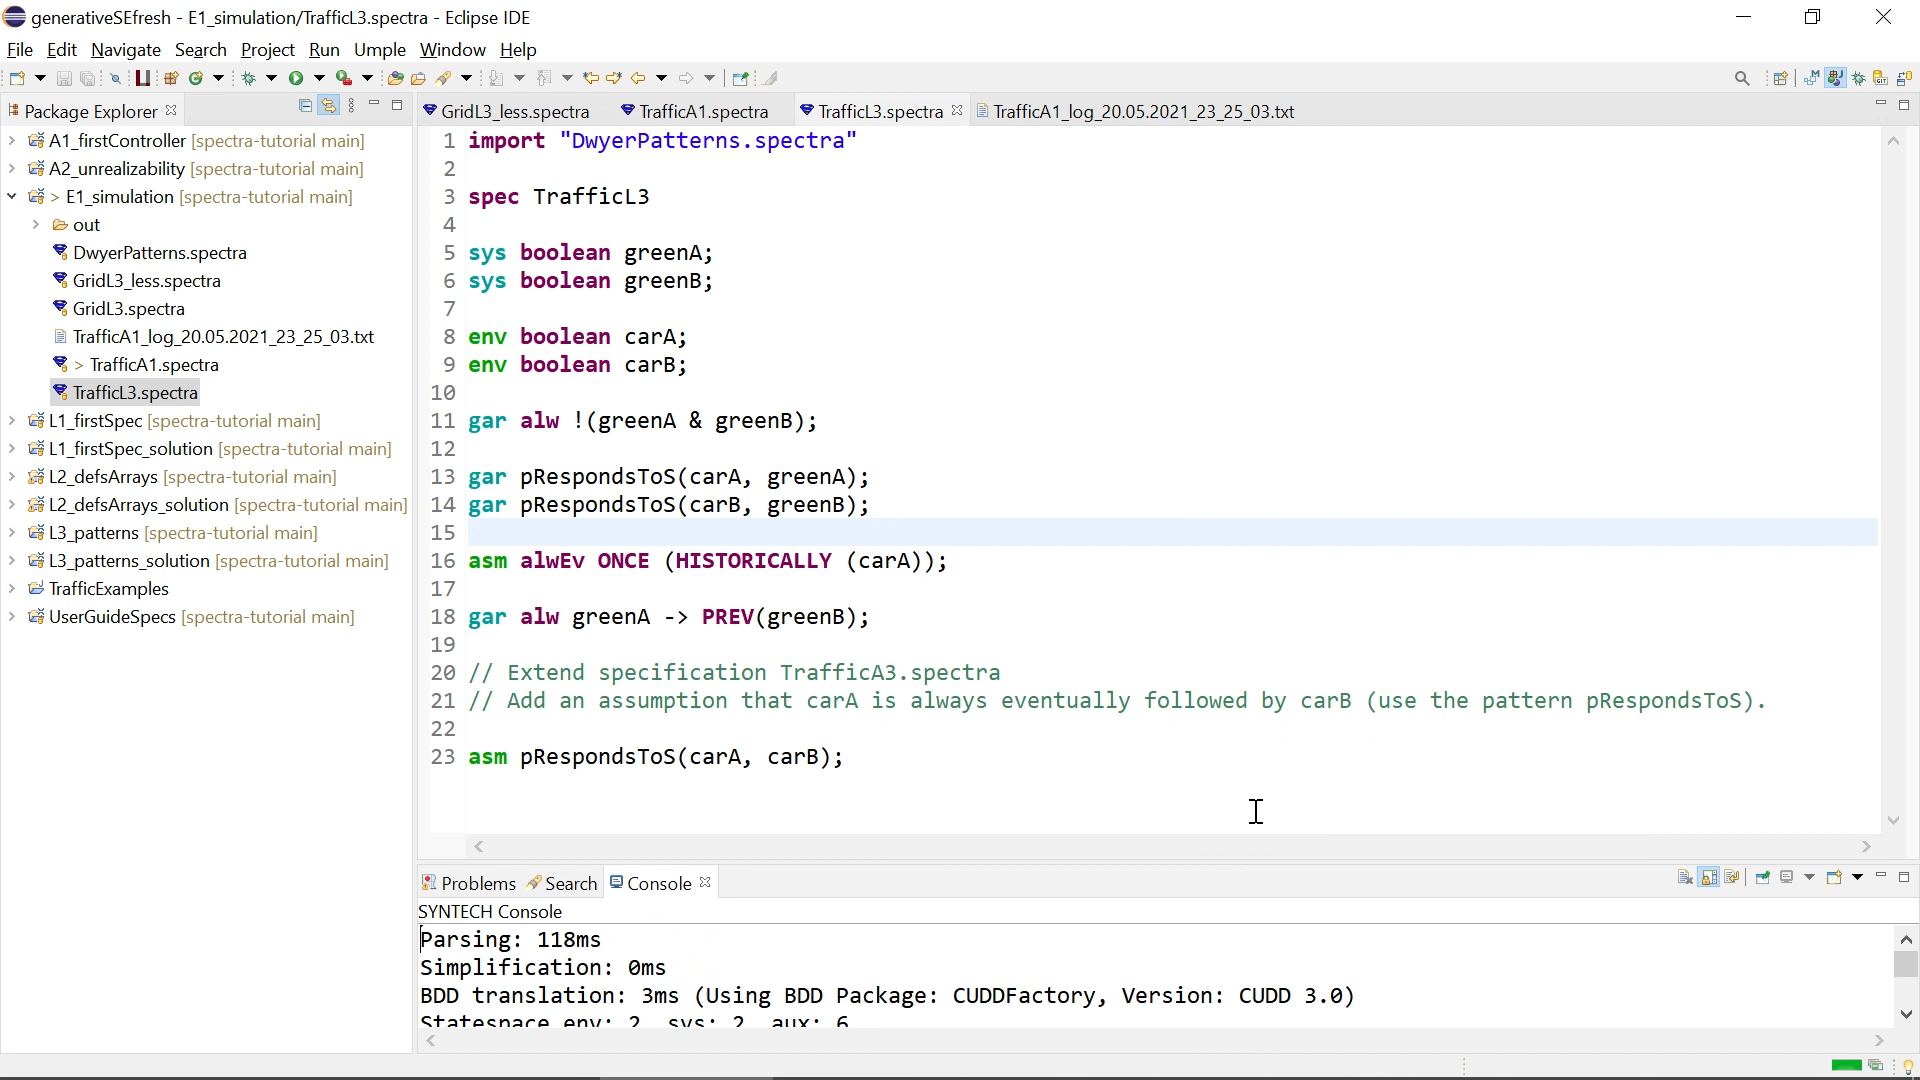 generativeSEfresh - E1_simulation/TrafficL3.spectra - Eclipse IDE
File Edit Navigate Search Project Run Umple Window Help
Package Explorer
A1_firstController [spectra-tutorial main]
A2_unrealizability [spectra-tutorial main]
> E1_simulation [spectra-tutorial main]
out
DwyerPatterns.spectra
GridL3_less.spectra
GridL3.spectra
TrafficA1_log_20.05.2021_23_25_03.txt
> TrafficA1.spectra
TrafficL3.spectra
L1_firstSpec [spectra-tutorial main]
L1_firstSpec_solution [spectra-tutorial main]
L2_defsArrays [spectra-tutorial main]
L2_defsArrays_solution [spectra-tutorial main]
L3_patterns [spectra-tutorial main]
L3_patterns_solution [spectra-tutorial main]
TrafficExamples
UserGuideSpecs [spectra-tutorial main]
GridL3_less.spectra TrafficA1.spectra TrafficL3.spectra TrafficA1_log_20.05.2021_23_25_03.txt
1 import "DwyerPatterns.spectra"
2
3 spec TrafficL3
4
5 sys boolean greenA;
6 sys boolean greenB;
7
8 env boolean carA;
9 env boolean carB;
10
11 gar alw !(greenA & greenB);
12
13 gar pRespondsToS(carA, greenA);
14 gar pRespondsToS(carB, greenB);
15
16 asm alwEv ONCE (HISTORICALLY (carA));
17
18 gar alw greenA -> PREV(greenB);
19
20 // Extend specification TrafficA3.spectra
21 // Add an assumption that carA is always eventually followed by carB (use the pattern pRespondsToS).
22
23 asm pRespondsToS(carA, carB);
Problems Search Console
SYNTECH Console
Parsing: 118ms
Simplification: 0ms
BDD translation: 3ms (Using BDD Package: CUDDFactory, Version: CUDD 3.0)
Statespace env: 2, sys: 2, aux: 6